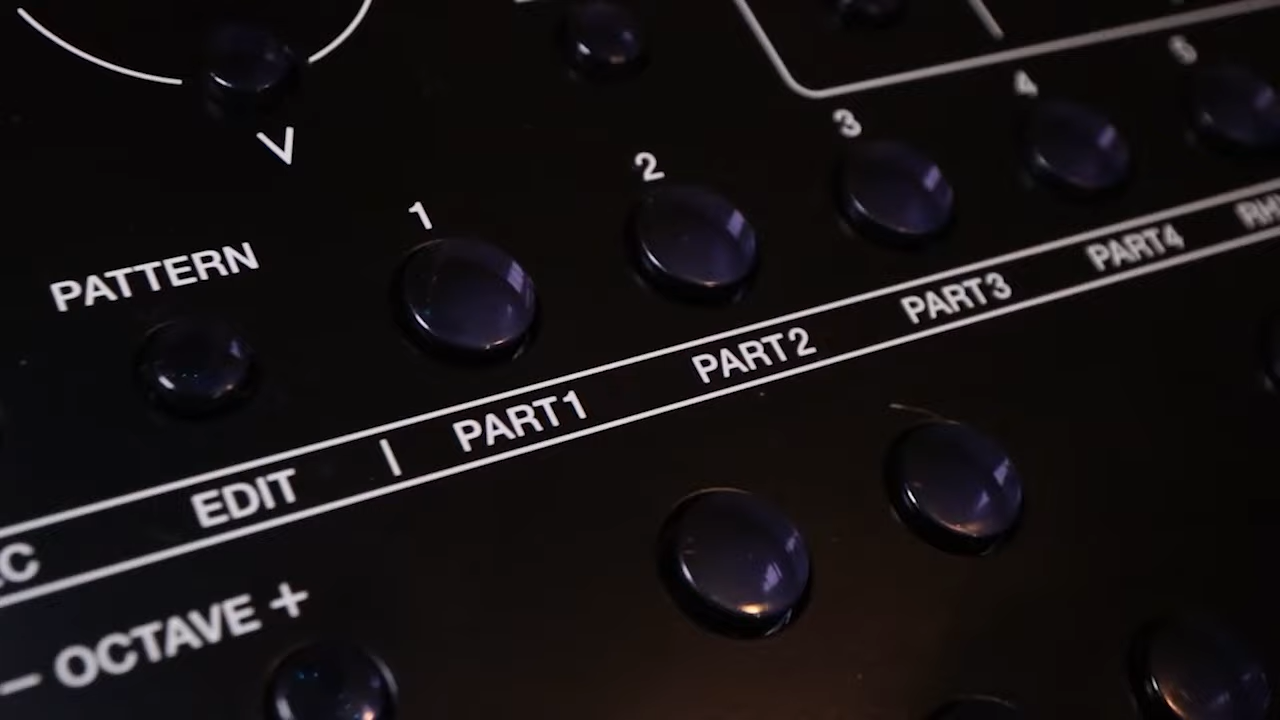 V
1 2 3 4 5
PATTERN
EDIT | PART1 PART2 PART3 PART4
- OCTAVE +